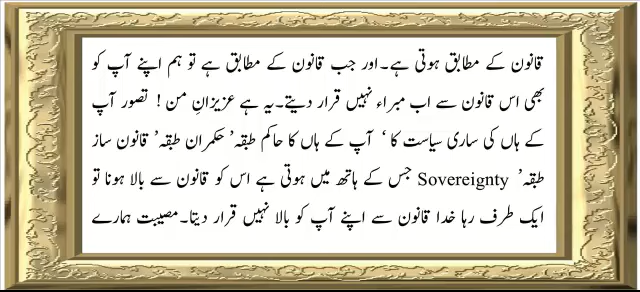 قانون کے مطابق ہوتی ہے۔اور جب قانون کے مطابق ہے تو ہم اپنے آپ کو
بھی اس قانون سے اب مبراء نہیں قرار دیتے۔یہ ہے عزیزانِ من! تصور آپ
کے ہاں کی ساری سیاست کا‘ آپ کے ہاں کا حاکم طبقہ’ حکمران طبقہ’ قانون ساز
طبقہ’ Sovereignty جس کے ہاتھ میں ہوتی ہے اس کو قانون سے بالا ہونا تو
ایک طرف رہا خدا قانون سے اپنے آپ کو بالا نہیں قرار دیتا۔مصیبت ہمارے